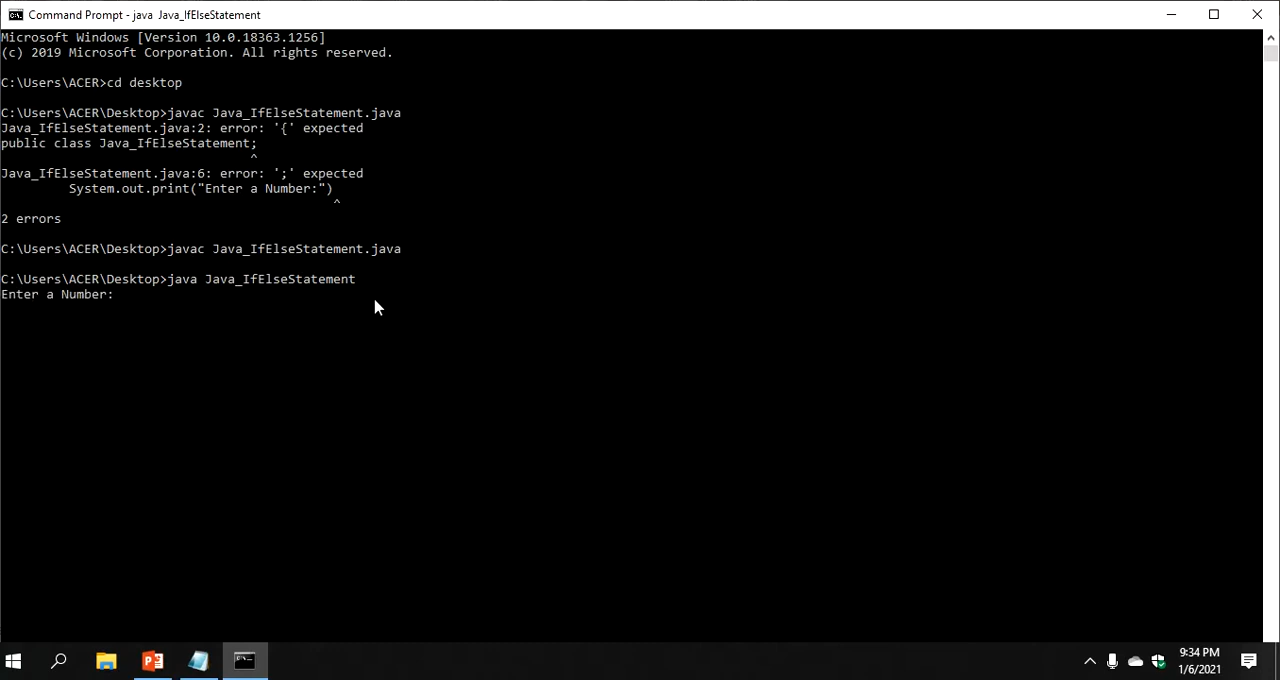 Command Prompt - java  Java_IfElseStatement
Microsoft Windows [Version 10.0.18363.1256]
(c) 2019 Microsoft Corporation. All rights reserved.
C:\Users\ACER>cd desktop
C:\Users\ACER\Desktop>javac Java_IfElseStatement.java
Java_IfElseStatement.java:2: error: '{' expected
public class Java_IfElseStatement;
^
Java_IfElseStatement.java:6: error: ';' expected
System.out.print("Enter a Number:")
^
2 errors
C:\Users\ACER\Desktop>javac Java_IfElseStatement.java
C:\Users\ACER\Desktop>java Java_IfElseStatement
Enter a Number:
9:34 PM
1/6/2021